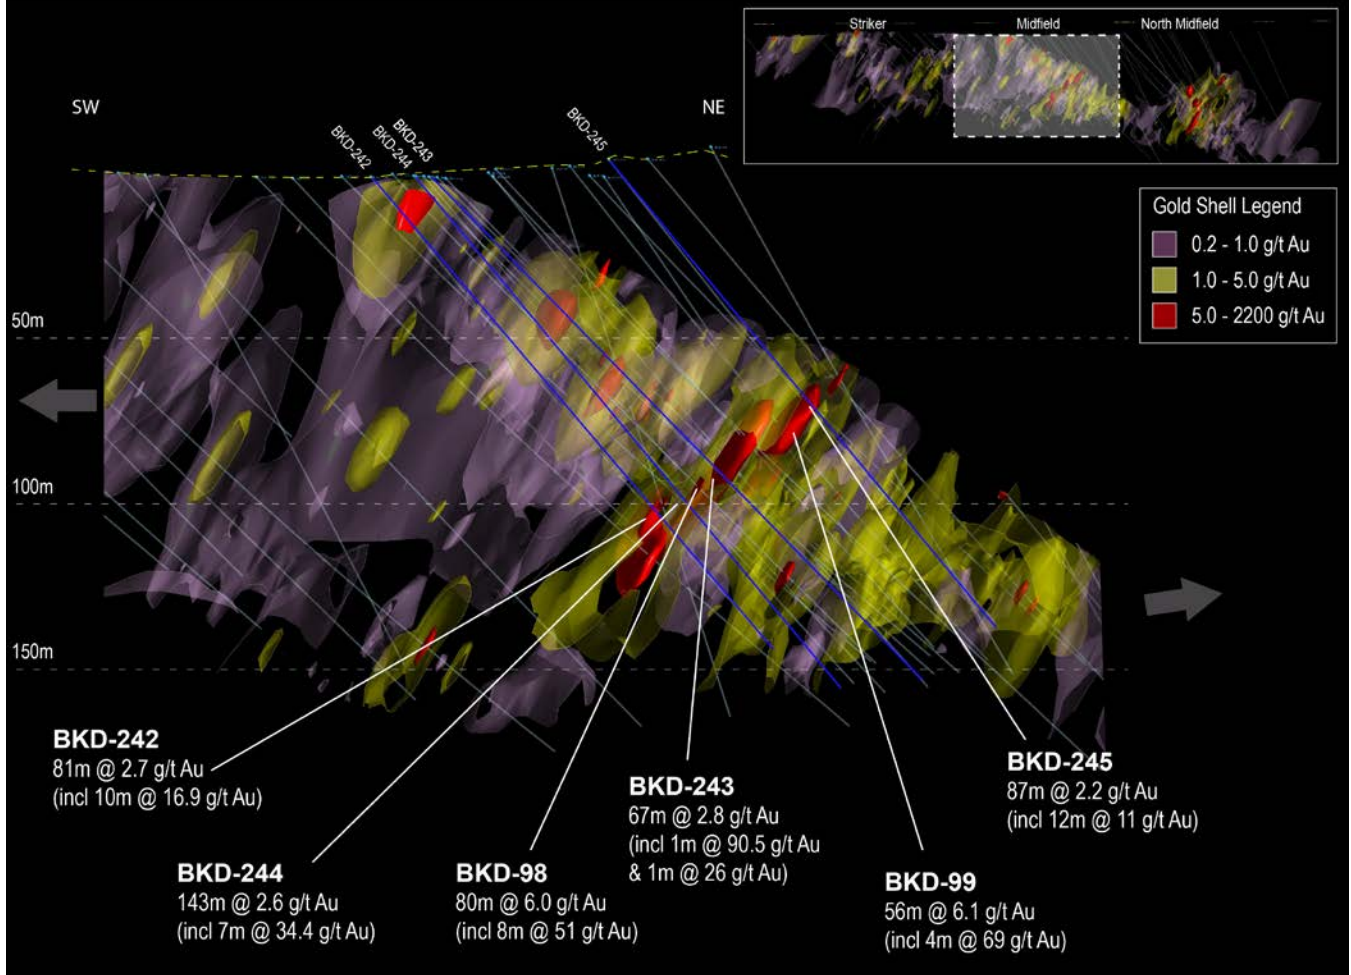 Striker
Midfield
North Midfield
SW
NE
BKD-242
BKD-244
BKD-243
BKD-245
Gold Shell Legend
0.2 - 1.0 g/t Au
1.0 - 5.0 g/t Au
5.0 - 2200 g/t Au
50m
100m
150m
BKD-242
81m @ 2.7 g/t Au
(incl 10m @ 16.9 g/t Au)
BKD-244
143m @ 2.6 g/t Au
(incl 7m @ 34.4 g/t Au)
BKD-98
80m @ 6.0 g/t Au
(incl 8m @ 51 g/t Au)
BKD-243
67m @ 2.8 g/t Au
(incl 1m @ 90.5 g/t Au
& 1m @ 26 g/t Au)
BKD-99
56m @ 6.1 g/t Au
(incl 4m @ 69 g/t Au)
BKD-245
87m @ 2.2 g/t Au
(incl 12m @ 11 g/t Au)